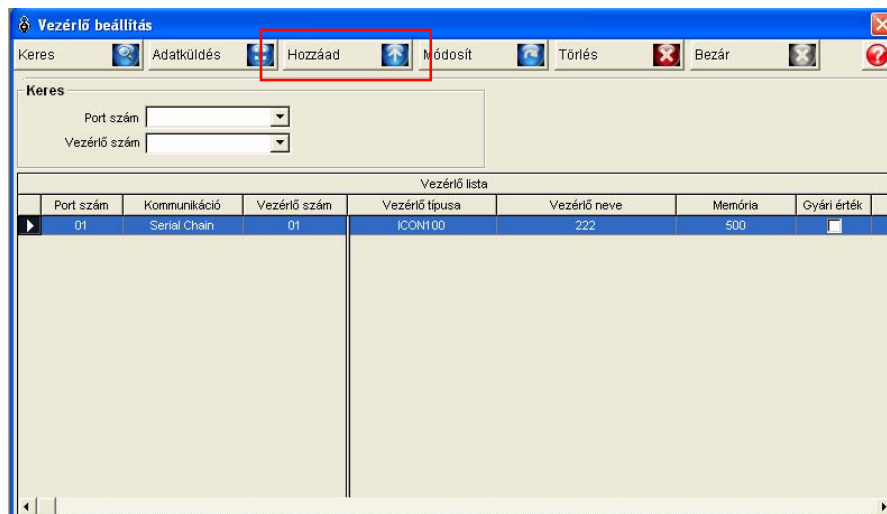 Vezérlő beállítás
Keres Adatküldés Hozzáad Módosít Törlés Bezár ?
Keres
Port szám
Vezérlő szám
Vezérlő lista
Port szám Kommunikáció Vezérlő szám Vezérlő típusa Vezérlő neve Memória Gyári érték
01 Serial Chain 01 ICON100 222 500